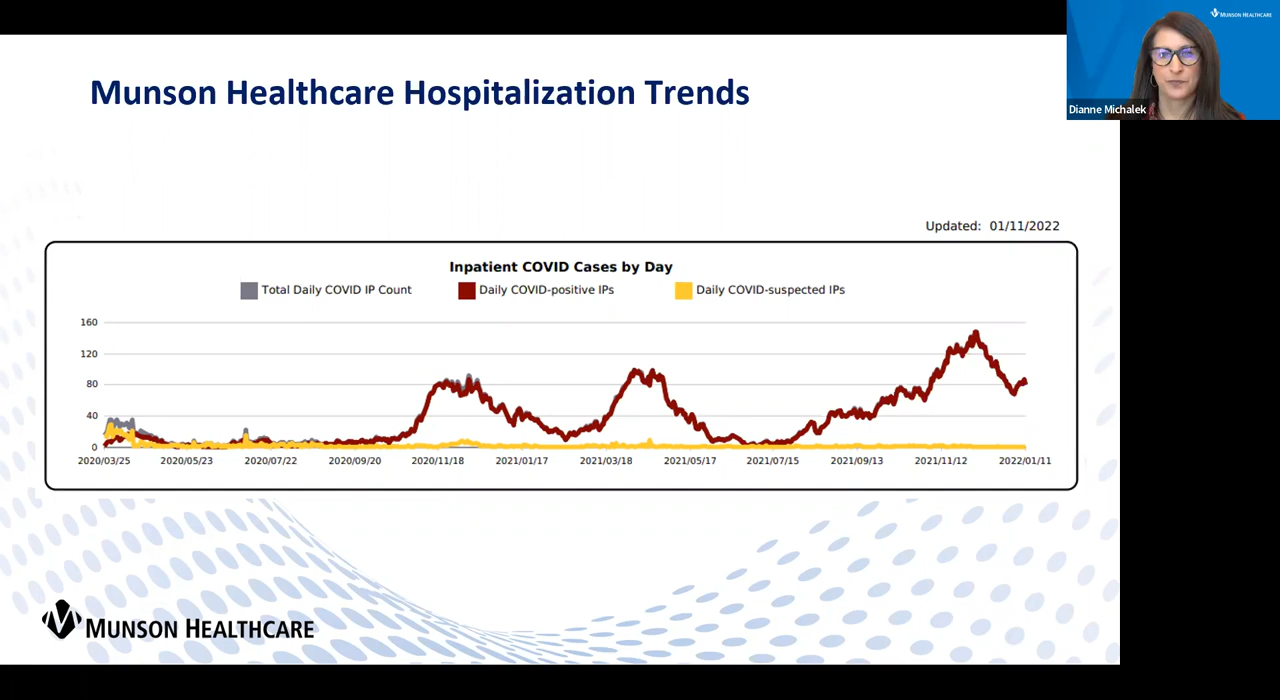 MUNSON HEALTHCARE
Dianne Michalek
Munson Healthcare Hospitalization Trends
Updated: 01/11/2022
Inpatient COVID Cases by Day
Total Daily COVID IP Count Daily COVID-positive IPs Daily COVID-suspected IPs
160
120
80
40
0
2020/03/25 2020/05/23 2020/07/22 2020/09/20 2020/11/18 2021/01/17 2021/03/18 2021/05/17 2021/07/15 2021/09/13 2021/11/12 2022/01/11
MUNSON HEALTHCARE